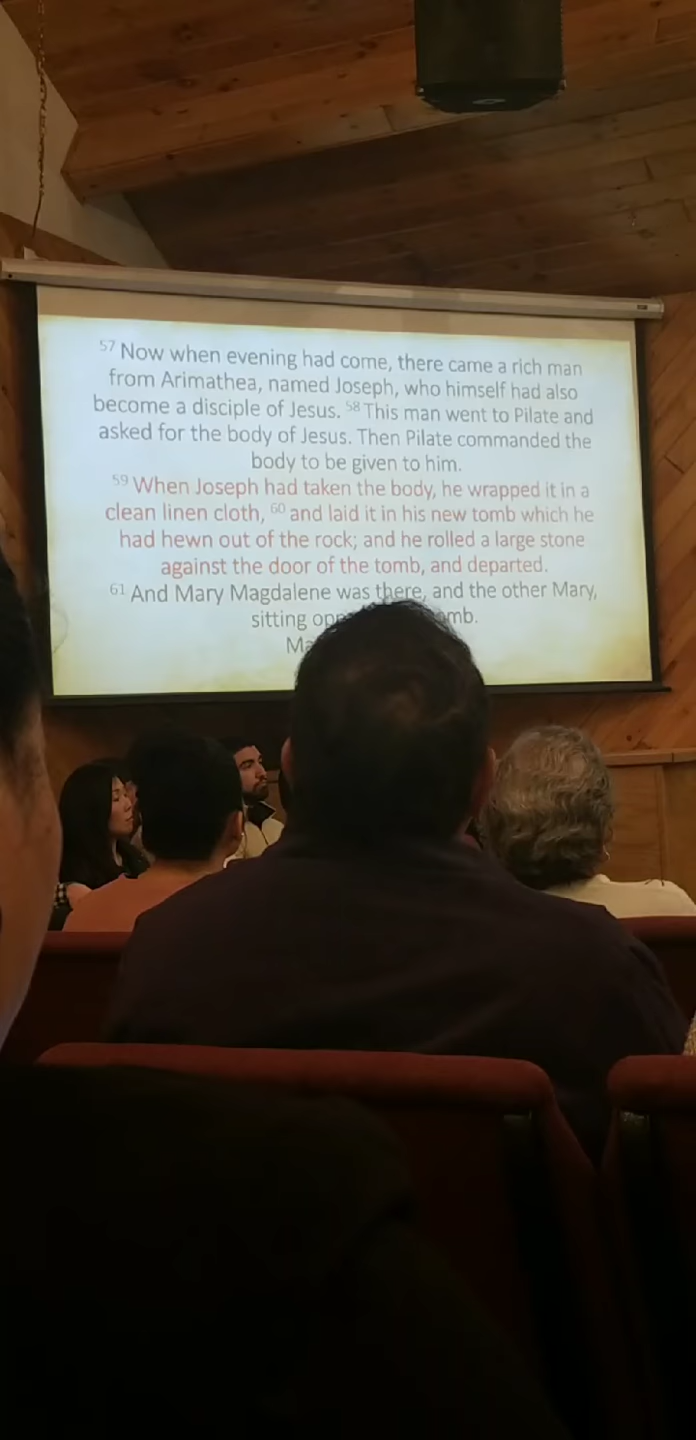 57 Now when evening had come, there came a rich man
from Arimathea, named Joseph, who himself had also
become a disciple of Jesus. 58 This man went to Pilate and
asked for the body of Jesus. Then Pilate commanded the
body to be given to him.
59 When Joseph had taken the body, he wrapped it in a
clean linen cloth, 60 and laid it in his new tomb which he
had hewn out of the rock; and he rolled a large stone
against the door of the tomb, and departed.
61 And Mary Magdalene was there, and the other Mary,
sitting